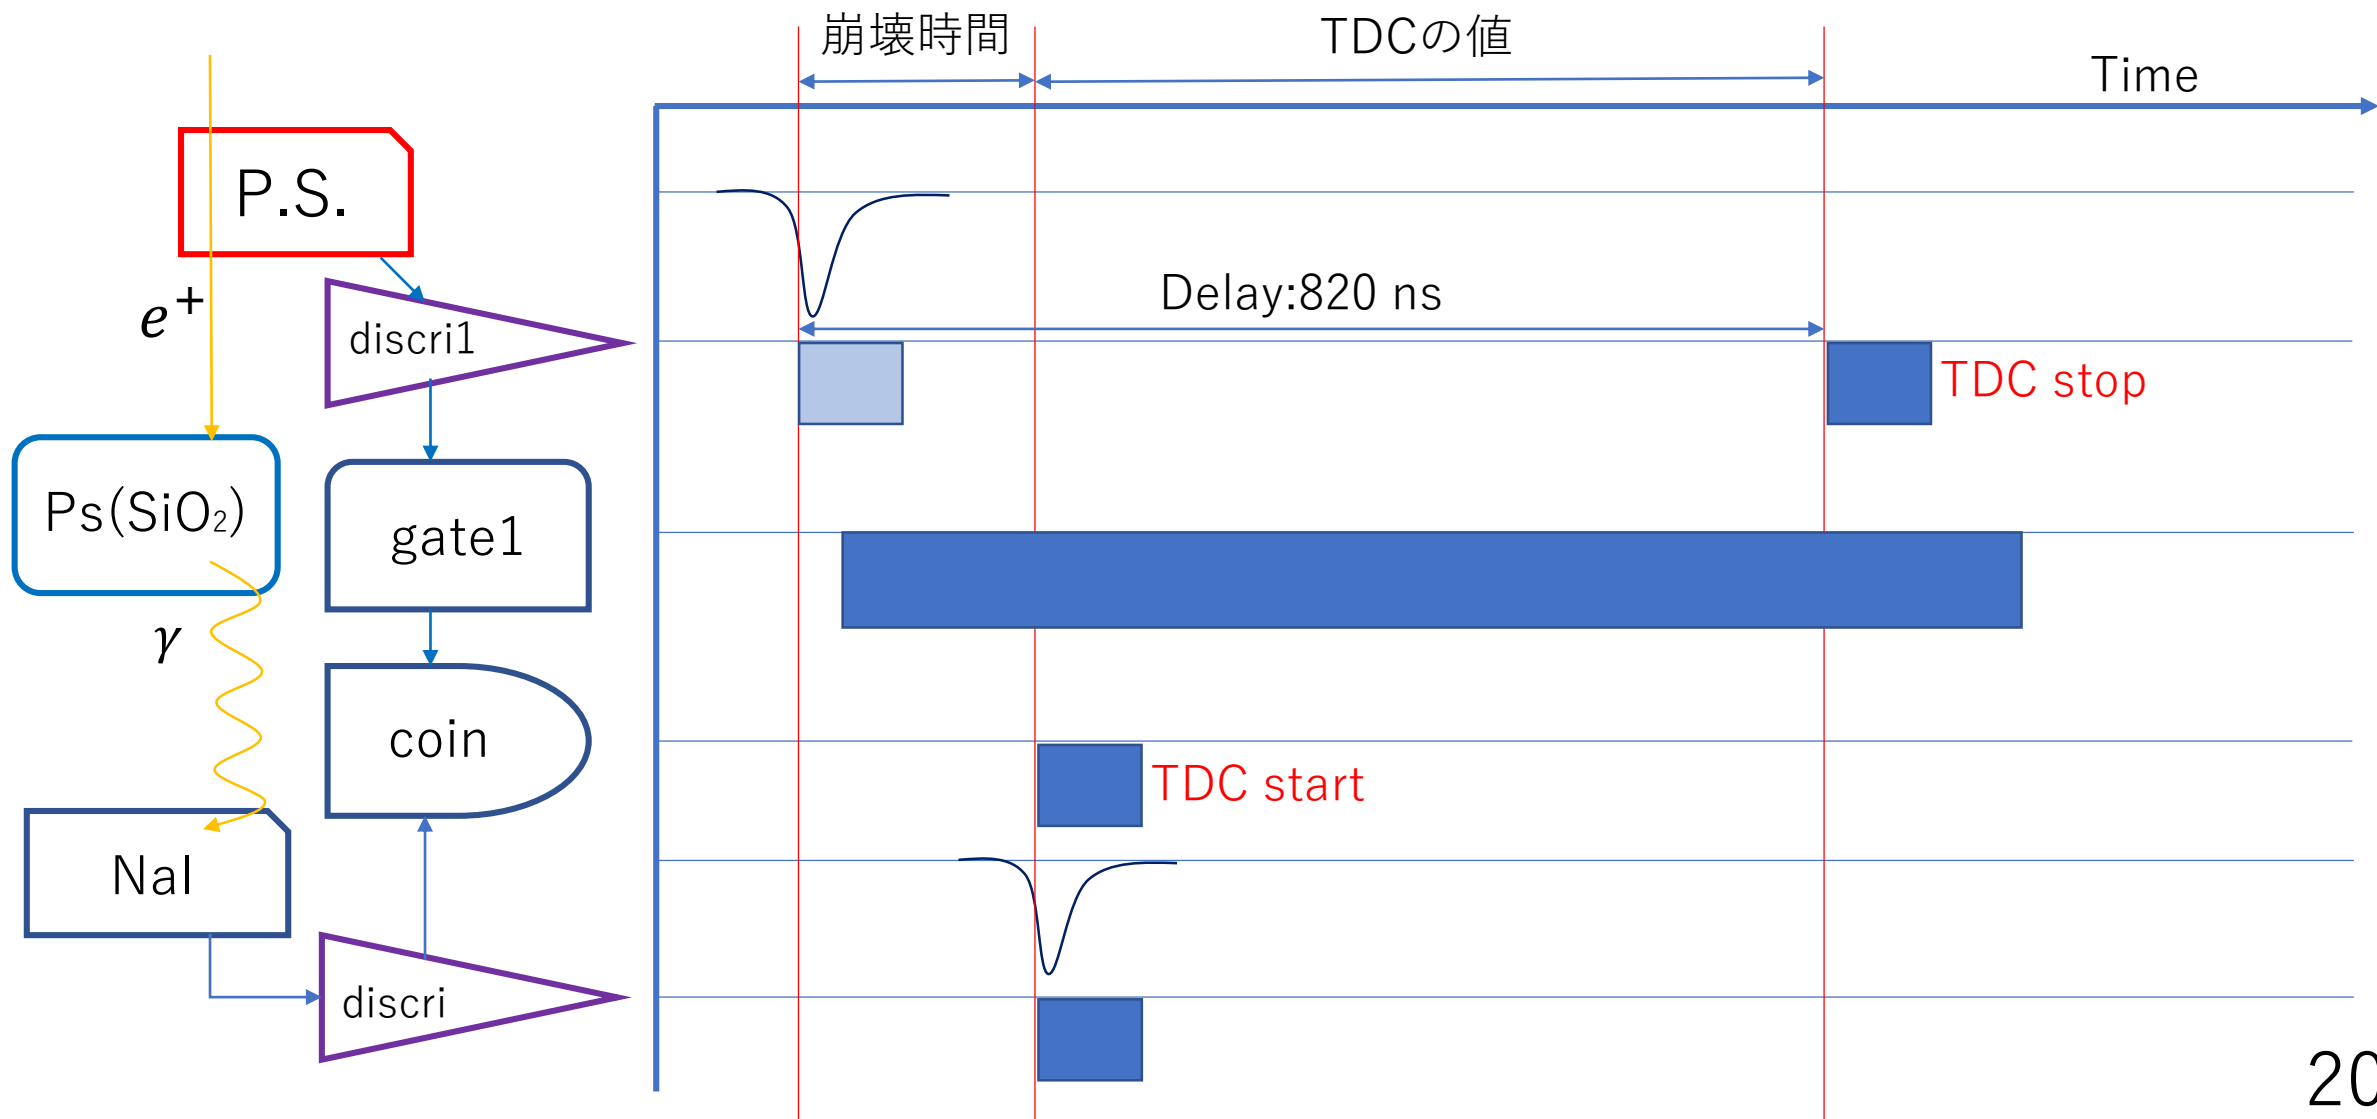 崩壊時間
TDCの値
Time
P.S.
e⁺
discri1
Delay:820 ns
TDC stop
Ps(SiO₂)
gate1
γ
coin
TDC start
NaI
discri
20